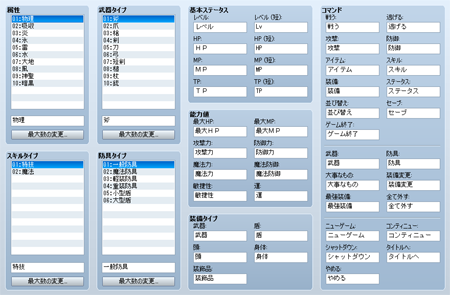 属性
01:物理
02:吸収
03:炎
04:氷
05:雷
06:水
07:大地
08:風
09:神聖
10:暗黒
物理
最大数の変更...
武器タイプ
01:斧
02:爪
03:槍
04:剣
05:刀
06:弓
07:短剣
08:槌
09:杖
10:銃
斧
最大数の変更...
スキルタイプ
01:特技
02:魔法
特技
最大数の変更...
防具タイプ
01:一般防具
02:魔法防具
03:軽装防具
04:重装防具
05:小型盾
06:大型盾
一般防具
最大数の変更...
基本ステータス
レベル: レベル (短):
レベル Lv
HP: HP (短):
ＨＰ HP
MP: MP (短):
ＭＰ MP
TP: TP (短):
ＴＰ TP
能力値
最大HP: 最大MP:
最大ＨＰ 最大ＭＰ
攻撃力: 防御力:
攻撃力 防御力
魔法力: 魔法防御:
魔法力 魔法防御
敏捷性: 運:
敏捷性 運
装備タイプ
武器: 盾:
武器 盾
頭: 身体:
頭 身体
装飾品:
装飾品
コマンド
戦う: 逃げる:
戦う 逃げる
攻撃: 防御:
攻撃 防御
アイテム: スキル:
アイテム スキル
装備: ステータス:
装備 ステータス
並び替え: セーブ:
並び替え セーブ
ゲーム終了:
ゲーム終了
武器: 防具:
武器 防具
大事なもの: 装備変更:
大事なもの 装備変更
最強装備: 全て外す:
最強装備 全て外す
ニューゲーム: コンティニュー:
ニューゲーム コンティニュー
シャットダウン: タイトルへ:
シャットダウン タイトルへ
やめる:
やめる